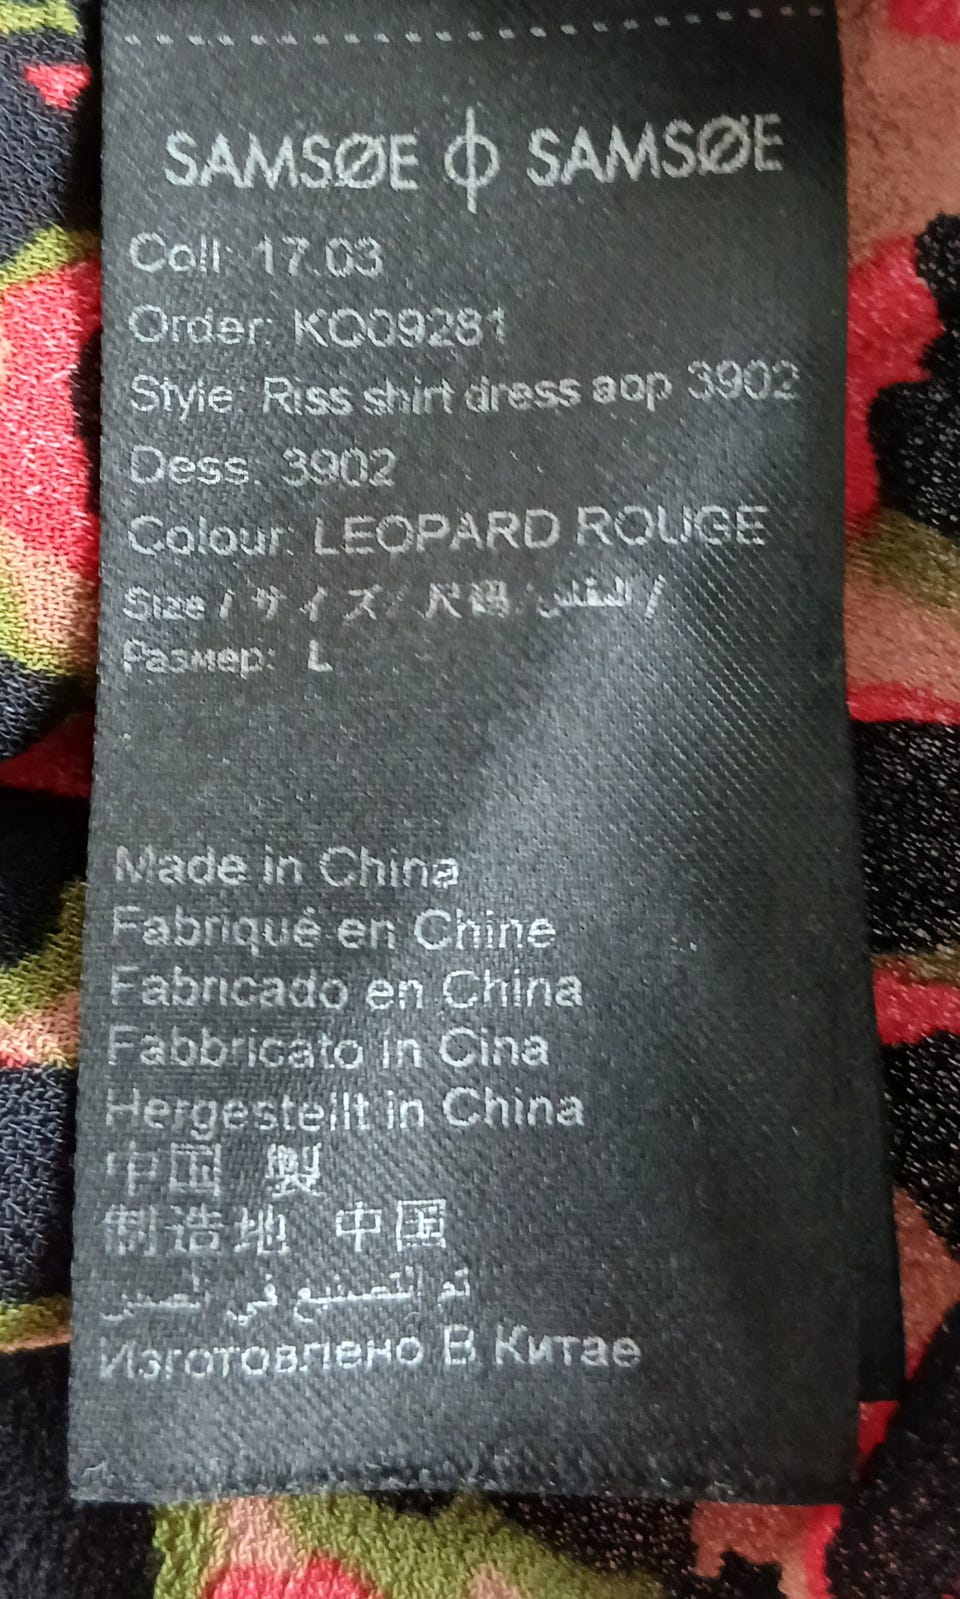 SAMSØE ϕ SAMSØE
Coll: 17.03
Order: KO09281
Style: Riss shirt dress aop 3902
Dess: 3902
Colour: LEOPARD ROUGE
Size / サイズ / 尺码 / المقاس /
Размер: L
Made in China
Fabriqué en Chine
Fabricado en China
Fabbricato in Cina
Hergestellt in China
中国 製
制造地 中国
تم التصنيع في الصين
Изготовлено В Китае